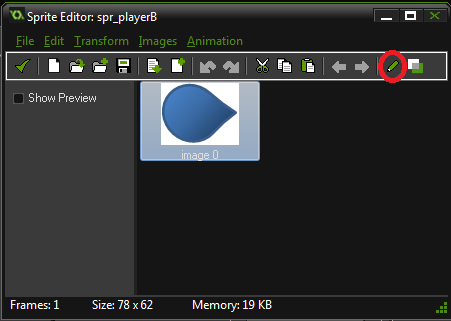 Sprite Editor: spr_playerB
File Edit Transform Images Animation
Show Preview
image 0
Frames: 1 Size: 78 x 62 Memory: 19 KB